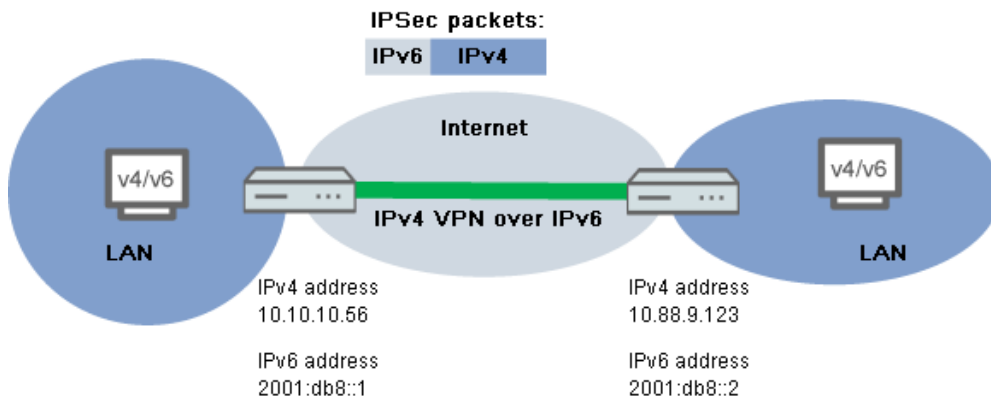 IPSec packets:
IPv6 IPv4
Internet
v4/v6
v4/v6
IPv4 VPN over IPv6
LAN
LAN
IPv4 address
10.10.10.56
IPv6 address
2001:db8::1
IPv4 address
10.88.9.123
IPv6 address
2001:db8::2